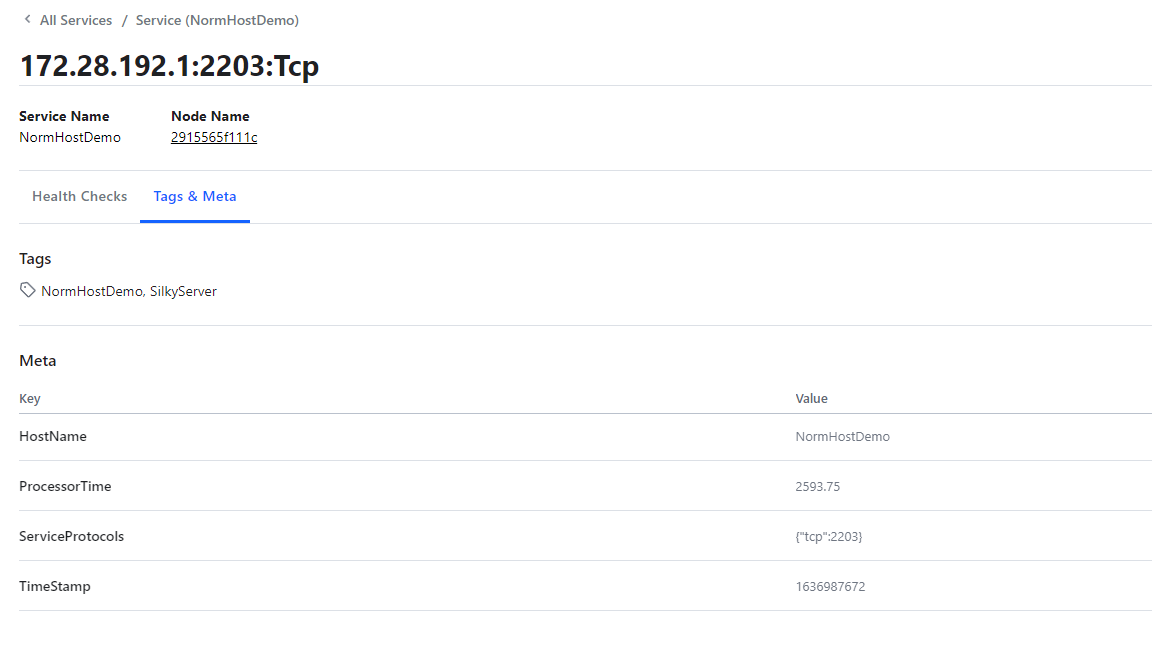 All Services / Service (NormHostDemo)
172.28.192.1:2203:Tcp
Service Name Node Name
NormHostDemo 2915565f111c
Health Checks Tags & Meta
Tags
NormHostDemo, SilkyServer
Meta
Key Value
HostName NormHostDemo
ProcessorTime 2593.75
ServiceProtocols {"tcp":2203}
TimeStamp 1636987672